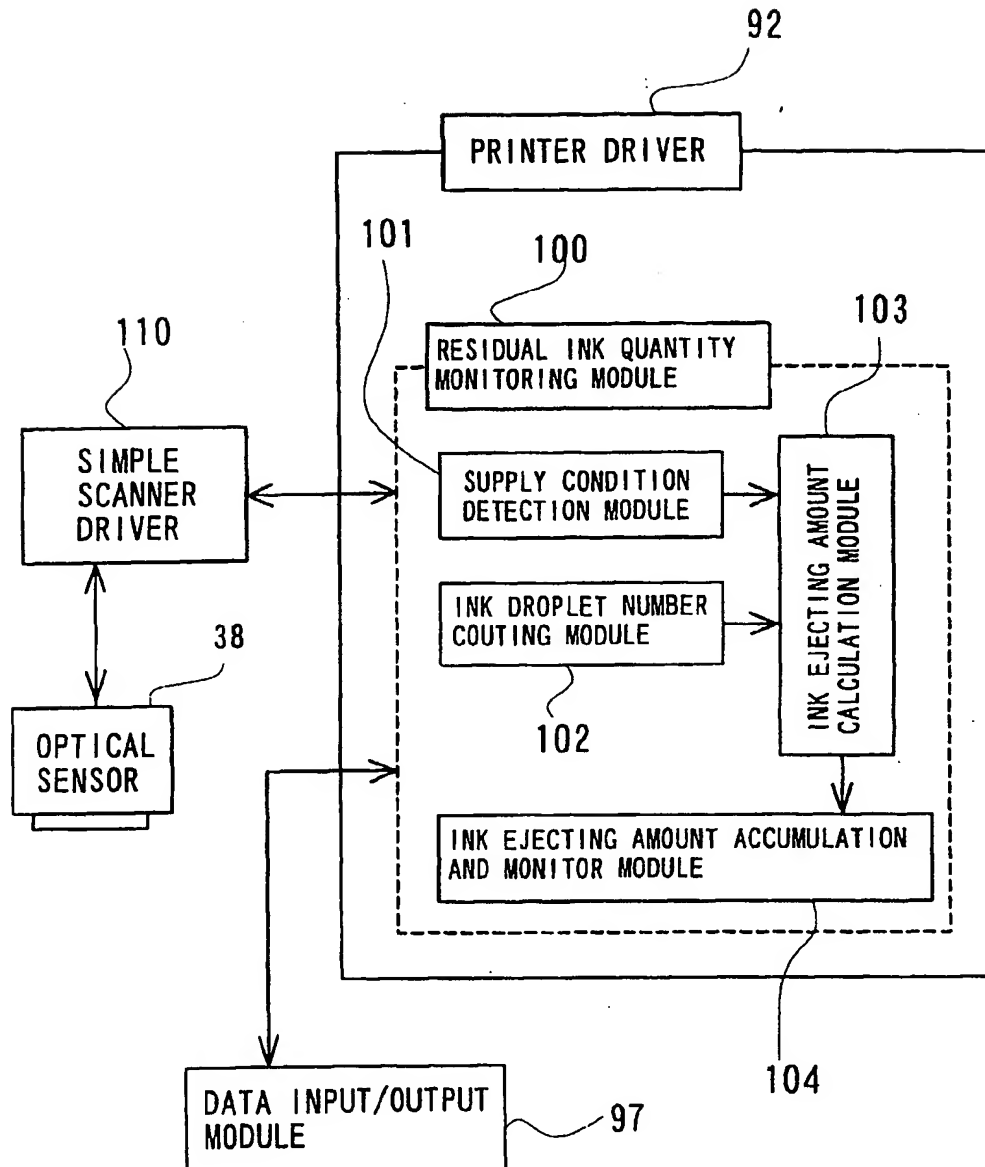 92
PRINTER DRIVER
101
100
103
110
RESIDUAL INK QUANTITY
MONITORING MODULE
SIMPLE
SCANNER
DRIVER
SUPPLY CONDITION
DETECTION MODULE
INK EJECTING AMOUNT
CALCULATION MODULE
INK DROPLET NUMBER
COUTING MODULE
38
102
OPTICAL
SENSOR
INK EJECTING AMOUNT ACCUMULATION
AND MONITOR MODULE
104
DATA INPUT/OUTPUT
MODULE
97